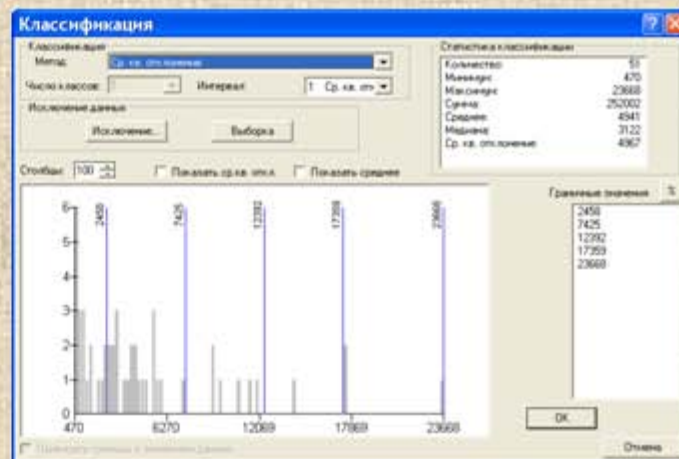 Классификация
Классификация
Метод
Ср. кв. отклонение
Число классов:
Интервал:
1 Ср. кв. отк
Исключение данных
Исключение...
Выборка
Статистика классификации
Количество: 51
Минимум: 470
Максимум: 23668
Сумма: 252002
Среднее: 4941
Медиана: 3122
Ср. кв. отклонение: 4967
Столбцы: 100
Показать ср.кв. откл.
Показать среднее
Граничные значения
%
2458
7425
12392
17359
23668
6
5
4
3
2
1
0
2458
7425
12392
17359
23668
470
6270
12069
17869
23668
OK
Отмена